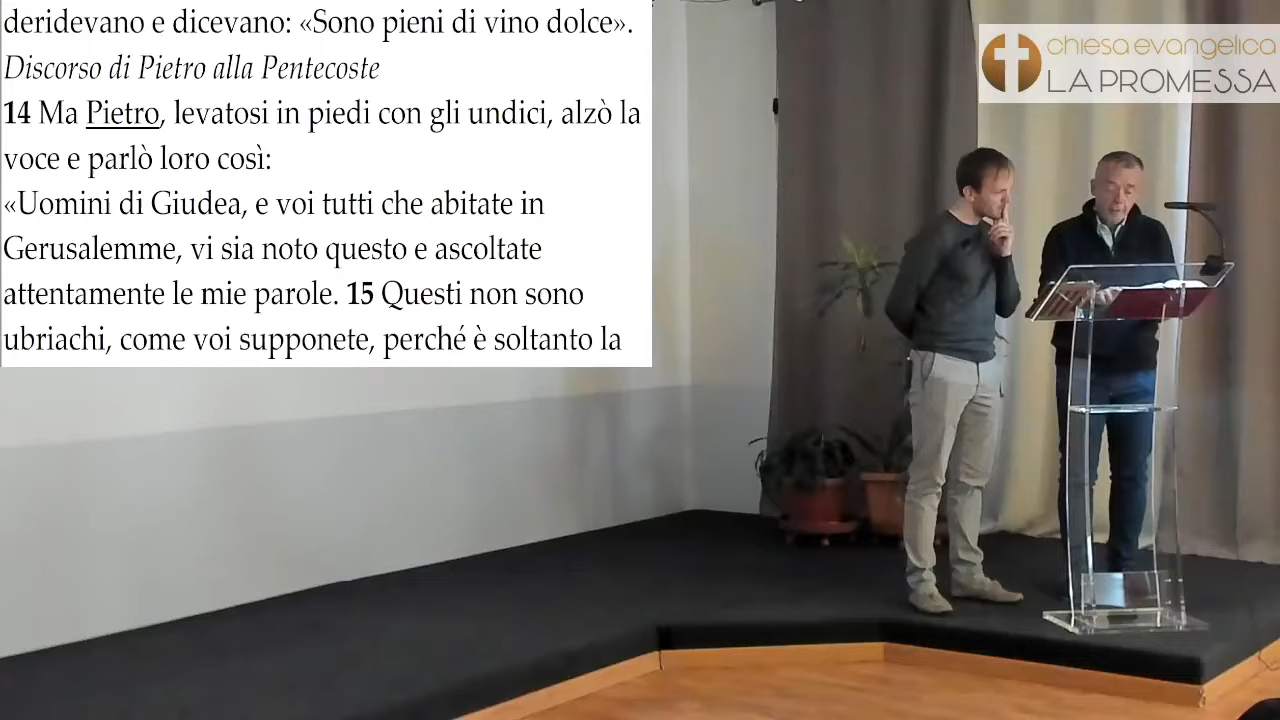 deridevano e dicevano: «Sono pieni di vino dolce».
Discorso di Pietro alla Pentecoste
14 Ma Pietro, levatosi in piedi con gli undici, alzò la
voce e parlò loro così:
«Uomini di Giudea, e voi tutti che abitate in
Gerusalemme, vi sia noto questo e ascoltate
attentamente le mie parole. 15 Questi non sono
ubriachi, come voi supponete, perché è soltanto la
chiesa evangelica
LA PROMESSA